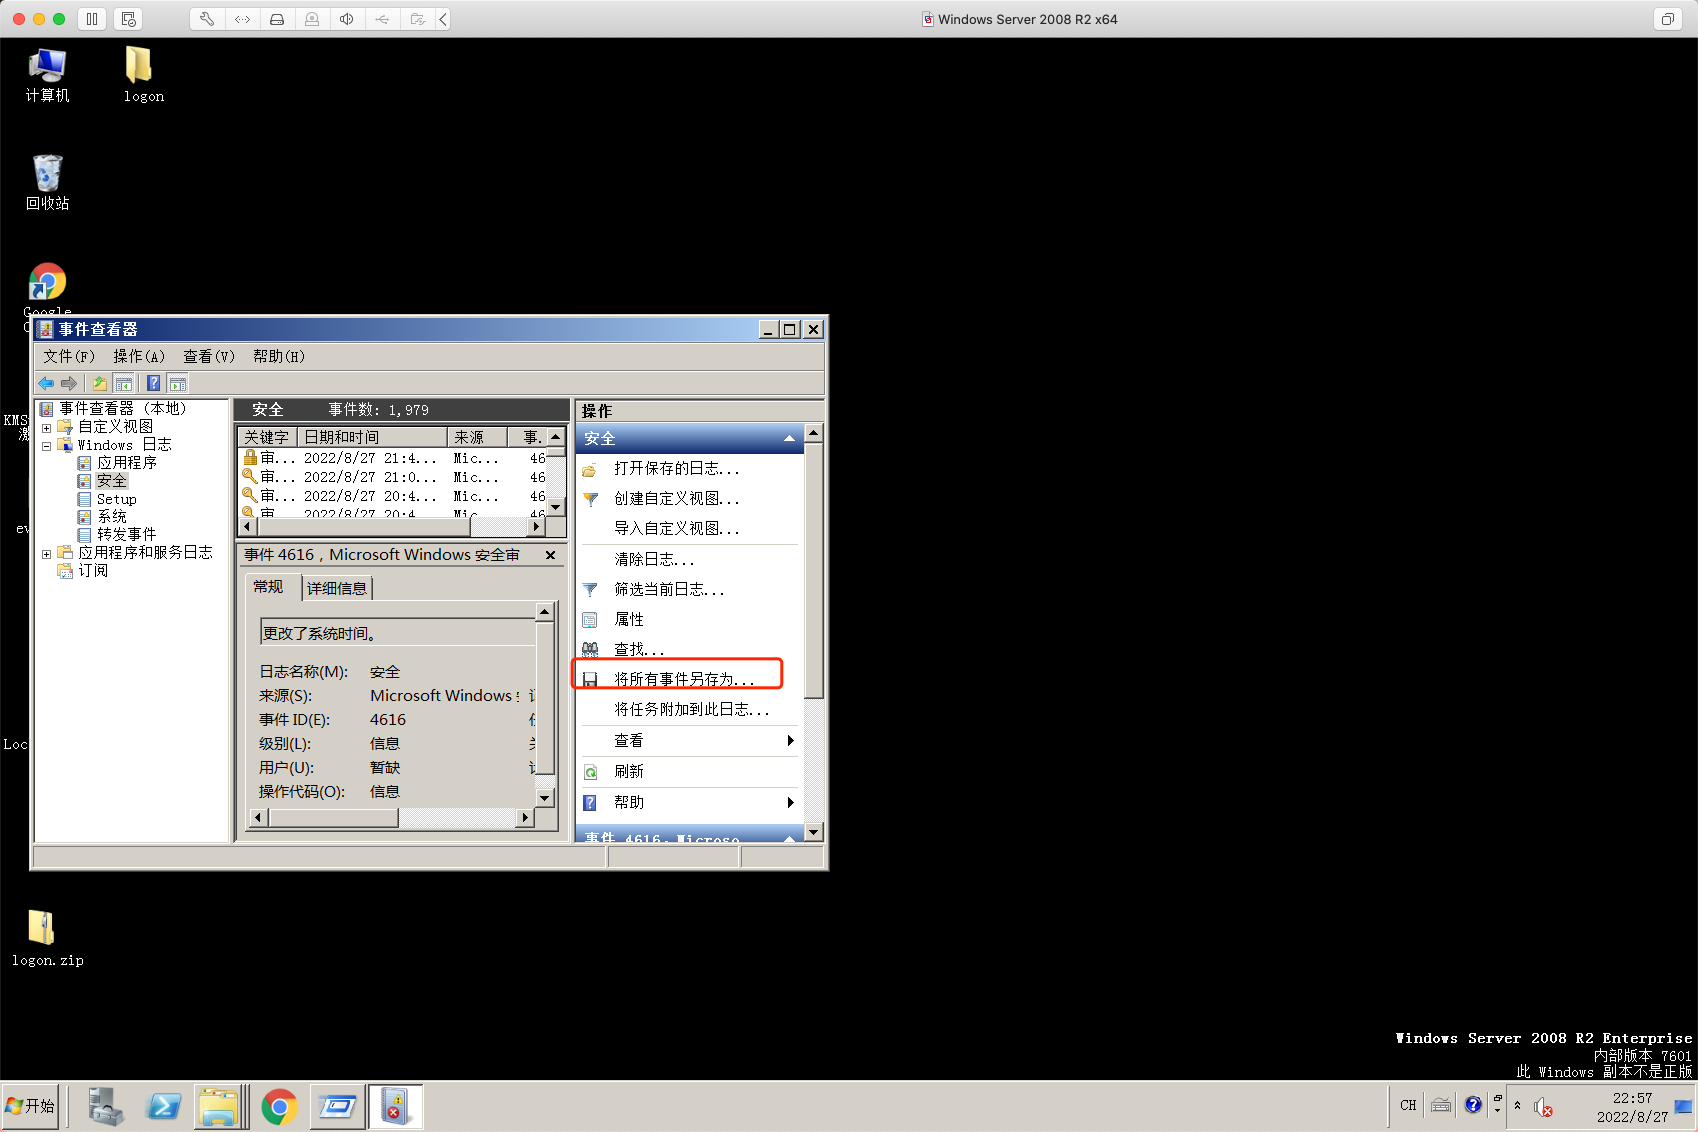 Windows Server 2008 R2 x64
计算机
logon
回收站
Google
KMS
激
ev
Loc
logon.zip
事件查看器
文件(F) 操作(A) 查看(V) 帮助(H)
事件查看器 (本地)
自定义视图
Windows 日志
应用程序
安全
Setup
系统
转发事件
应用程序和服务日志
订阅
安全 事件数: 1,979
关键字 日期和时间 来源 事.
审... 2022/8/27 21:4... Mic... 46
审... 2022/8/27 21:0... Mic... 46
审... 2022/8/27 20:4... Mic... 46
审 2022/8/27 20:4 Mic 46
事件 4616，Microsoft Windows 安全审
常规 详细信息
更改了系统时间。
日志名称(M): 安全
来源(S): Microsoft Windows
事件 ID(E): 4616
级别(L): 信息
用户(U): 暂缺
操作代码(O): 信息
操作
安全
打开保存的日志...
创建自定义视图...
导入自定义视图...
清除日志...
筛选当前日志...
属性
查找...
将所有事件另存为...
将任务附加到此日志...
查看
刷新
帮助
事件 4616，Microso
Windows Server 2008 R2 Enterprise
内部版本 7601
此 Windows 副本不是正版
开始
CH
22:57
2022/8/27